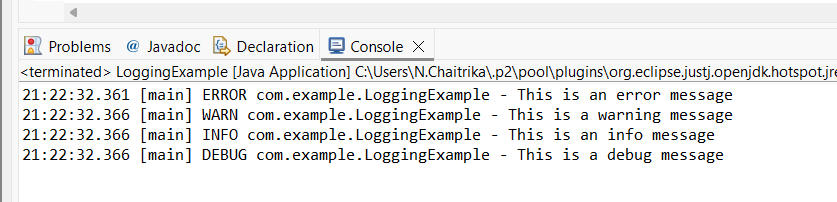 Problems @ Javadoc Declaration Console
<terminated> LoggingExample [Java Application] C:\Users\N.Chaitrika\.p2\pool\plugins\org.eclipse.justj.openjdk.hotspot.jre
21:22:32.361 [main] ERROR com.example.LoggingExample - This is an error message
21:22:32.366 [main] WARN com.example.LoggingExample - This is a warning message
21:22:32.366 [main] INFO com.example.LoggingExample - This is an info message
21:22:32.366 [main] DEBUG com.example.LoggingExample - This is a debug message